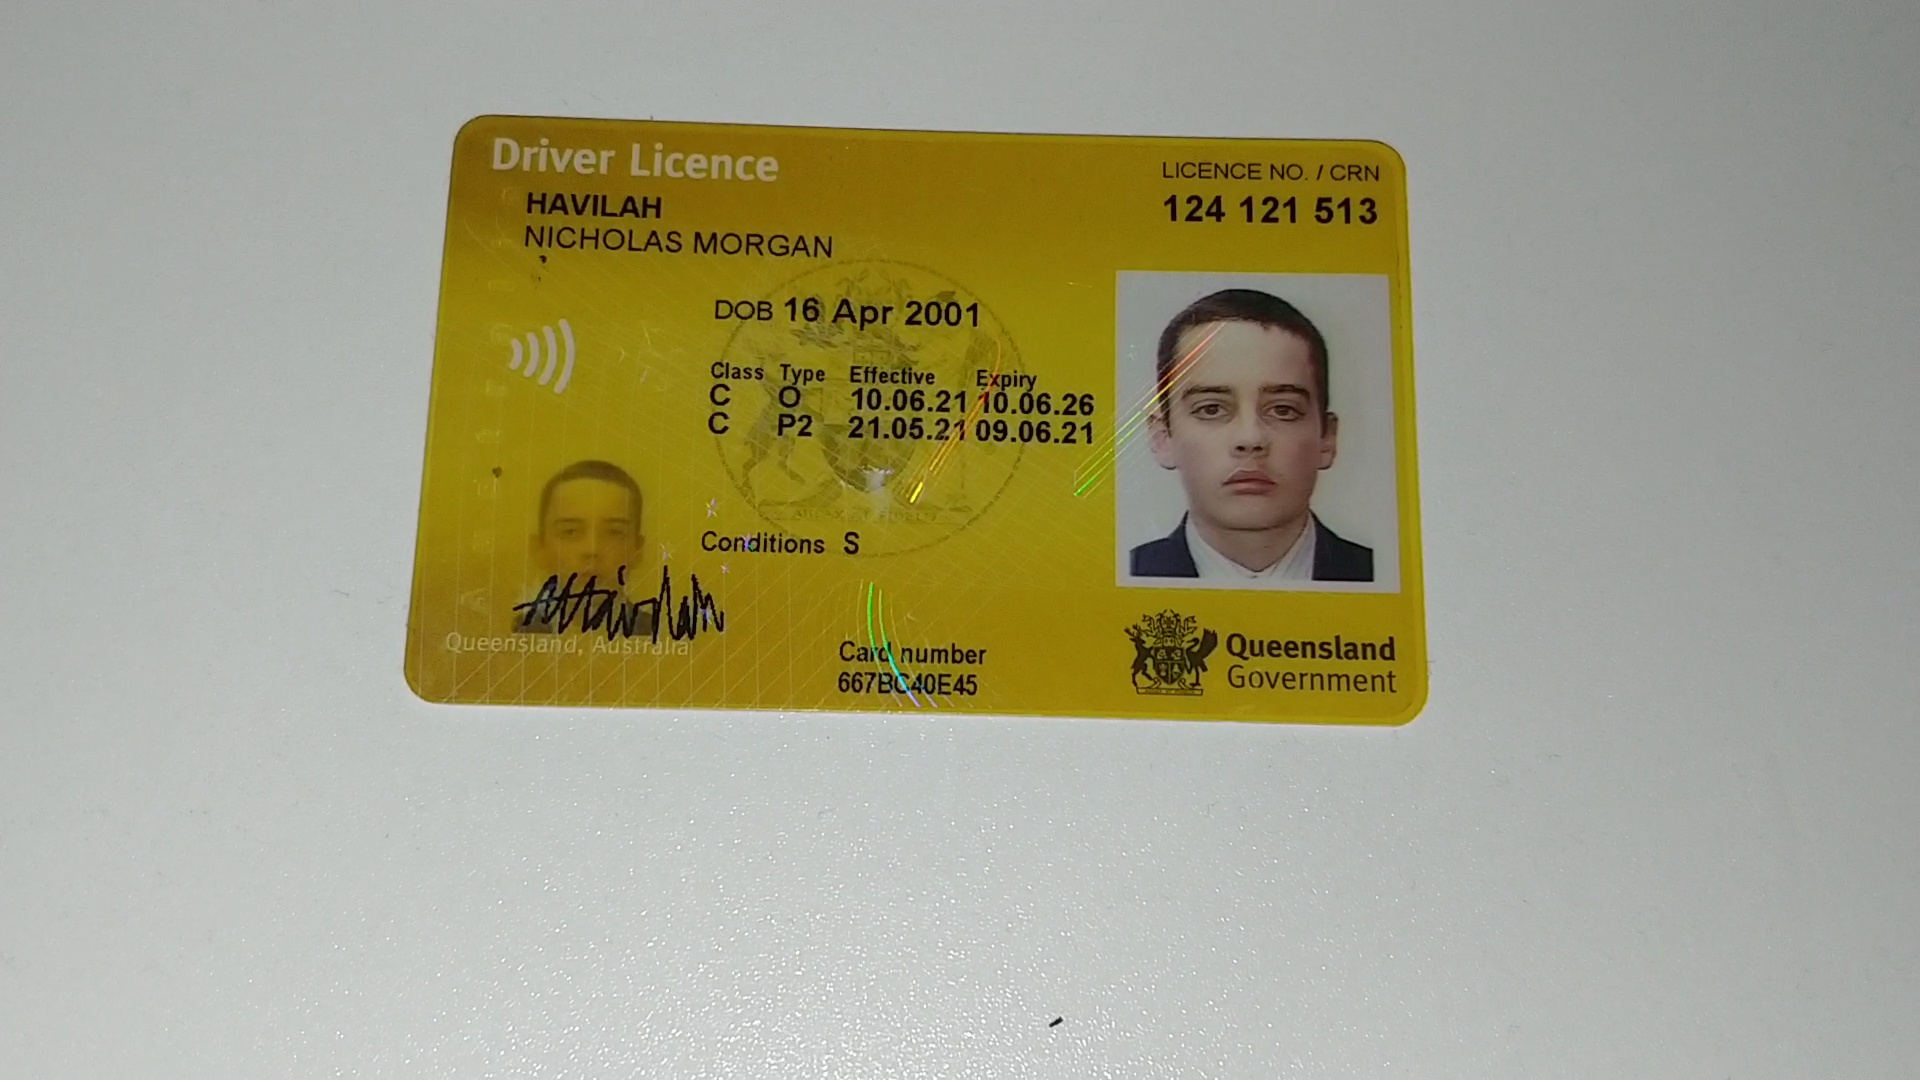 Driver Licence
LICENCE NO. / CRN
HAVILAH
124 121 513
NICHOLAS MORGAN
DOB 16 Apr 2001
Class Type Effective Expiry
C O 10.06.21 10.06.26
C P2 21.05.21 09.06.21
Conditions S
Queensland, Australia
Card number
667BC40E45
Queensland
Government